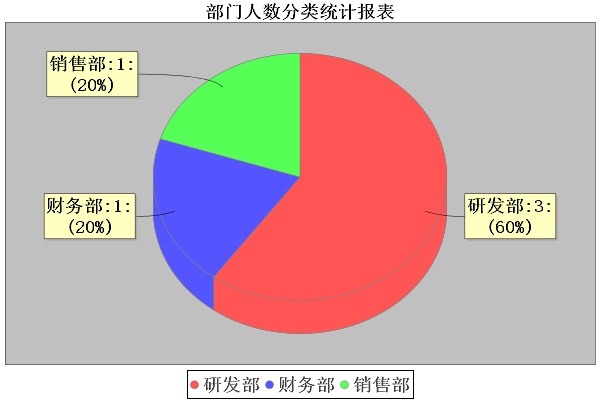 部门人数分类统计报表
销售部:1:
(20%)
财务部:1:
(20%)
研发部:3:
(60%)
研发部 财务部 销售部